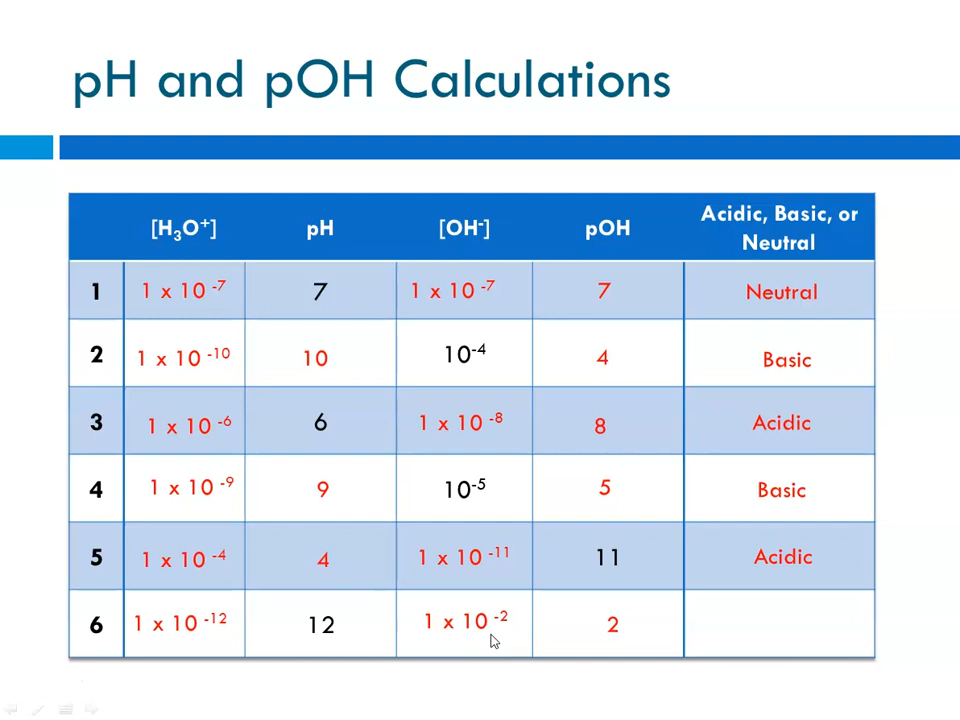 pH and pOH Calculations
[H₃O⁺] pH [OH⁻] pOH Acidic, Basic, or Neutral
1 1 x 10 ⁻⁷ 7 1 x 10 ⁻⁷ 7 Neutral
2 1 x 10 ⁻¹⁰ 10 10⁻⁴ 4 Basic
3 1 x 10 ⁻⁶ 6 1 x 10 ⁻⁸ 8 Acidic
4 1 x 10 ⁻⁹ 9 10⁻⁵ 5 Basic
5 1 x 10 ⁻⁴ 4 1 x 10 ⁻¹¹ 11 Acidic
6 1 x 10 ⁻¹² 12 1 x 10 ⁻² 2